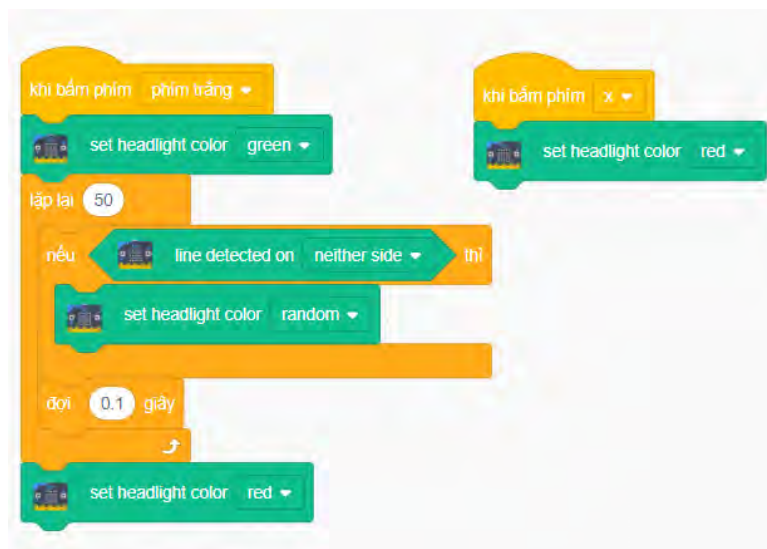 khi bấm phím phím trắng
set headlight color green
lặp lại 50
nếu line detected on neither side thì
set headlight color random
đợi 0.1 giây
set headlight color red
khi bấm phím x
set headlight color red